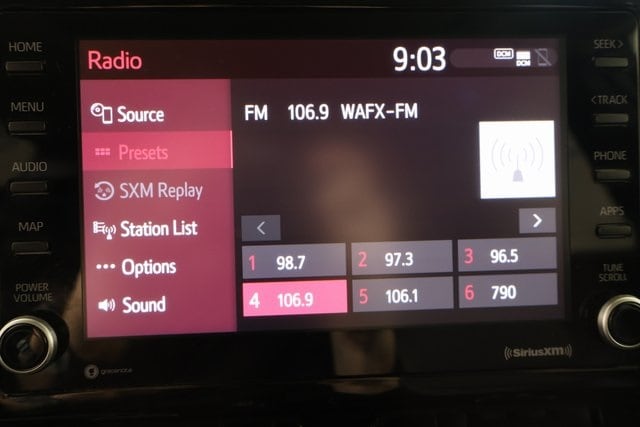 HOME
MENU
AUDIO
MAP
POWER
VOLUME
Radio
9:03
DCM
DCM
Source
Presets
SXM Replay
Station List
Options
Sound
FM 106.9 WAFX-FM
<
>
1 98.7
2 97.3
3 96.5
4 106.9
5 106.1
6 790
SEEK>
<TRACK
PHONE
APPS
TUNE
SCROLL
gracenote
((SiriusXM))